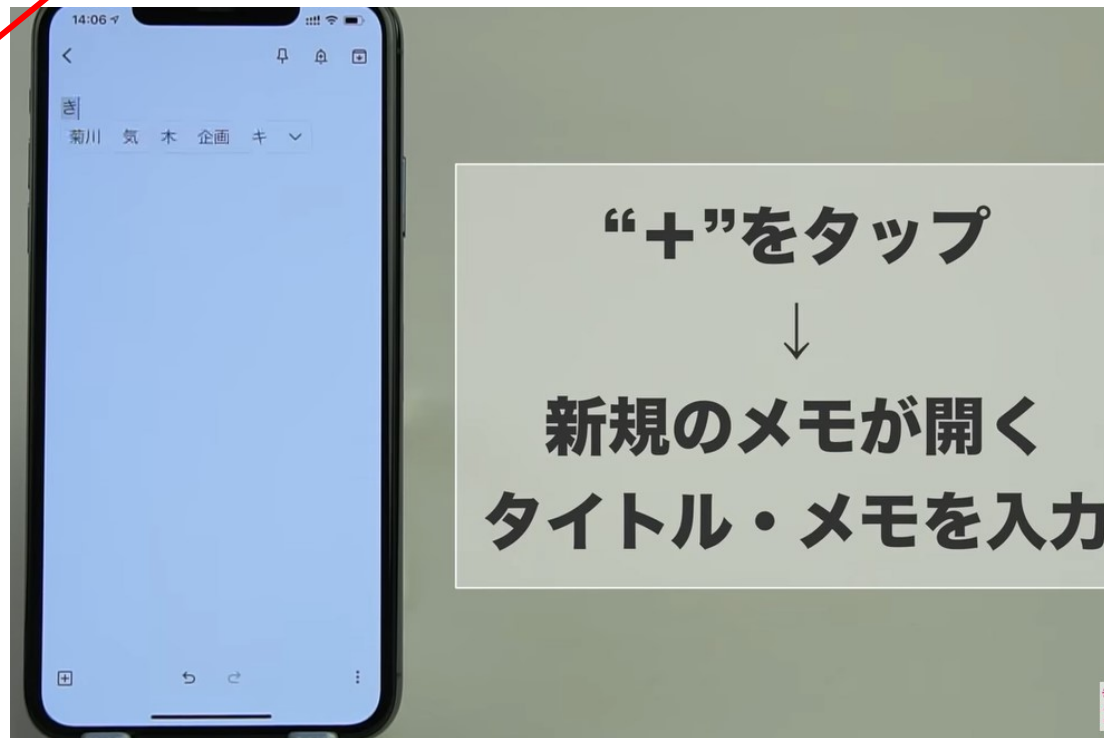 14:06
き
菊川 気 木 企画 キ
“＋”をタップ
↓
新規のメモが開く
タイトル・メモを入力